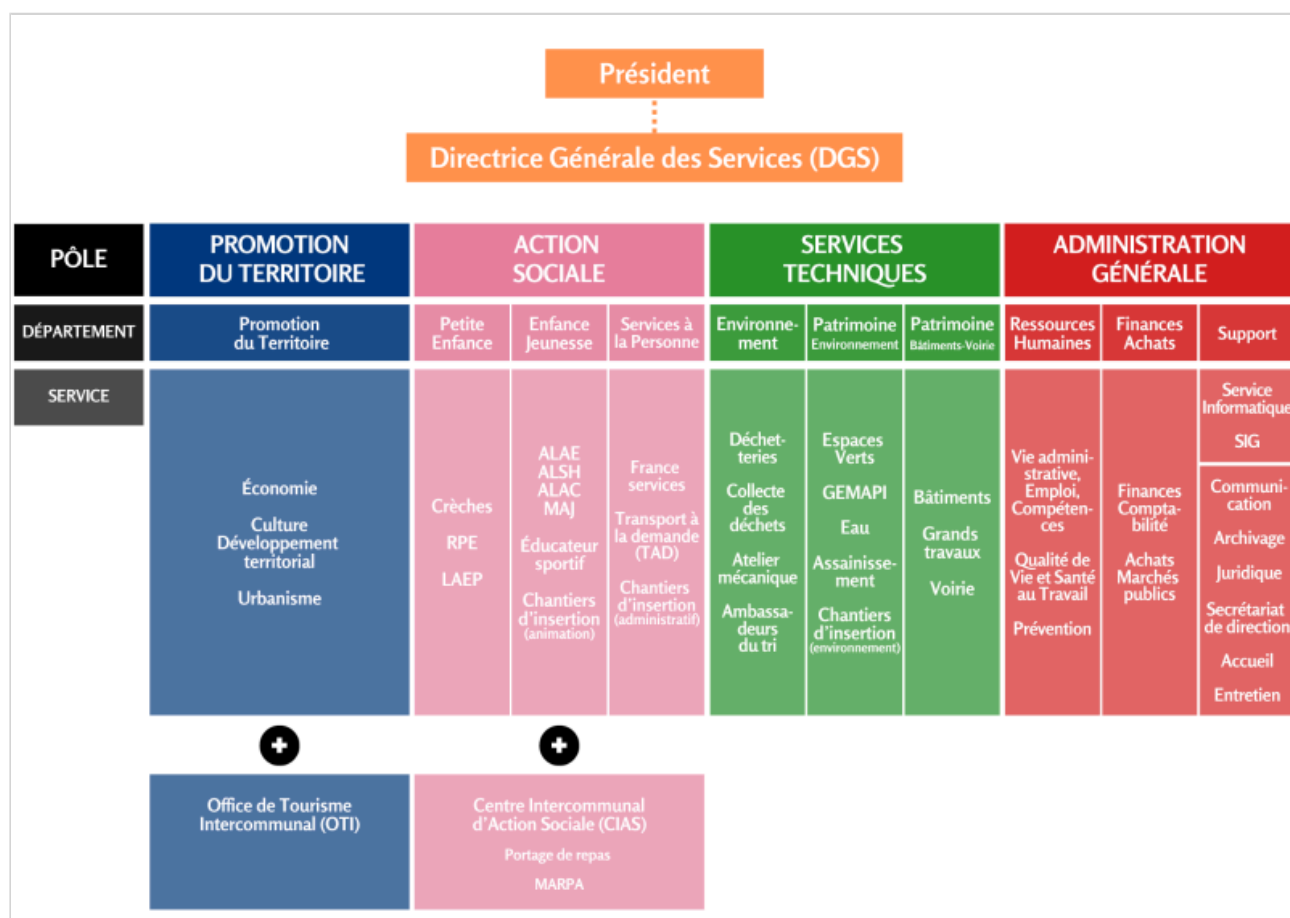 Président
Directrice Générale des Services (DGS)
PÔLE
PROMOTION
DU TERRITOIRE
ACTION
SOCIALE
SERVICES
TECHNIQUES
ADMINISTRATION
GÉNÉRALE
DÉPARTEMENT
Promotion
du Territoire
Petite
Enfance
Enfance
Jeunesse
Services à
la Personne
Environne-
ment
Patrimoine
Environnement
Patrimoine
Bâtiments-Voirie
Ressources
Humaines
Finances
Achats
Support
SERVICE
Économie
Culture
Développement
territorial
Urbanisme
Crèches
RPE
LAEP
ALAE
ALSH
ALAC
MAJ
Éducateur
sportif
Chantiers
d'insertion
(animation)
France
services
Transport à
la demande
(TAD)
Chantiers
d'insertion
(administratif)
Déchet-
teries
Collecte
des
déchets
Atelier
mécanique
Ambassa-
deurs
du tri
Espaces
Verts
GEMAPI
Eau
Assainisse-
ment
Chantiers
d'insertion
(environnement)
Bâtiments
Grands
travaux
Voirie
Vie admini-
strative,
Emploi,
Compéten-
ces
Qualité de
Vie et Santé
au Travail
Prévention
Finances
Compta-
bilité
Achats
Marchés
publics
Service
Informatique
SIG
Communi-
cation
Archivage
Juridique
Secrétariat
de direction
Accueil
Entretien
+
+
Office de Tourisme
Intercommunal (OTI)
Centre Intercommunal
d'Action Sociale (CIAS)
Portage de repas
MARPA